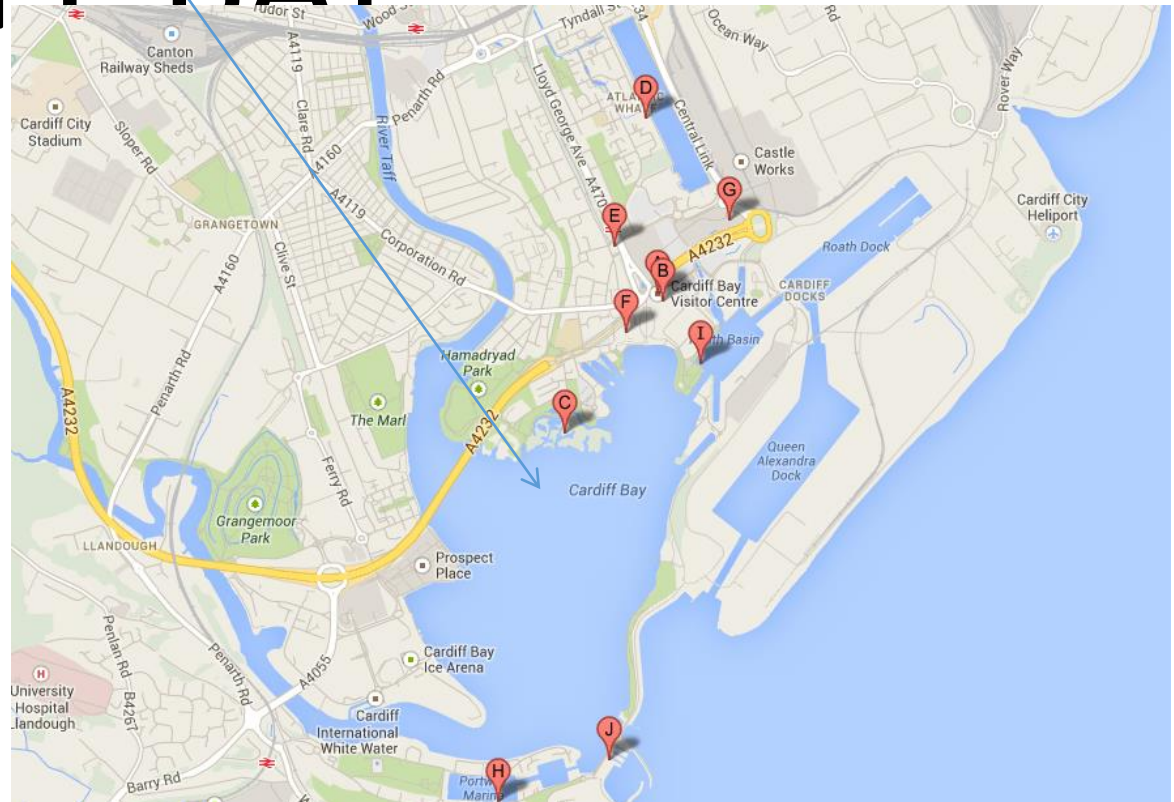 Tudor St
Wood St
Tyndall St
Ocean Way
Rd
Rover Way
Canton
Railway Sheds
A4119
Clare Rd
Penarth Rd
Lloyd George Ave
A470
D
Central Link
Castle
Works
Cardiff City
Stadium
Sloper Rd
River Taff
A4160
A4119
G
Cardiff City
Heliport
E
GRANGETOWN
Corporation Rd
A4232
Roath Dock
Clive St
A4160
B
Cardiff Bay
Visitor Centre
CARDIFF
DOCKS
F
I
Basin
Hamadryad
Park
Penarth Rd
A4232
The Marl
C
A4232
Queen
Alexandra
Dock
Ferry Rd
Cardiff Bay
Grangemoor
Park
LLANDOUGH
Prospect
Place
Penlan Rd
B4267
Penarth Rd
A4055
Cardiff Bay
Ice Arena
H
University
Hospital
Llandough
Cardiff
International
White Water
J
Barry Rd
H
Marina